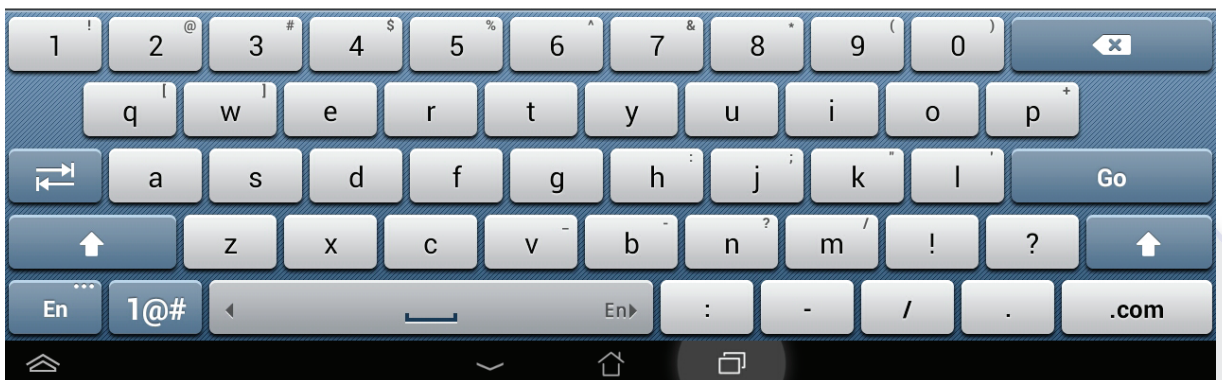 1 ! 2 @ 3 # 4 $ 5 % 6 ^ 7 & 8 * 9 ( 0 )
q [ w ] e r t y u i o p +
a s d f g h : j ; k " l ' Go
z x c v _ b - n ? m / ! ?
En 1@# En : - / . .com